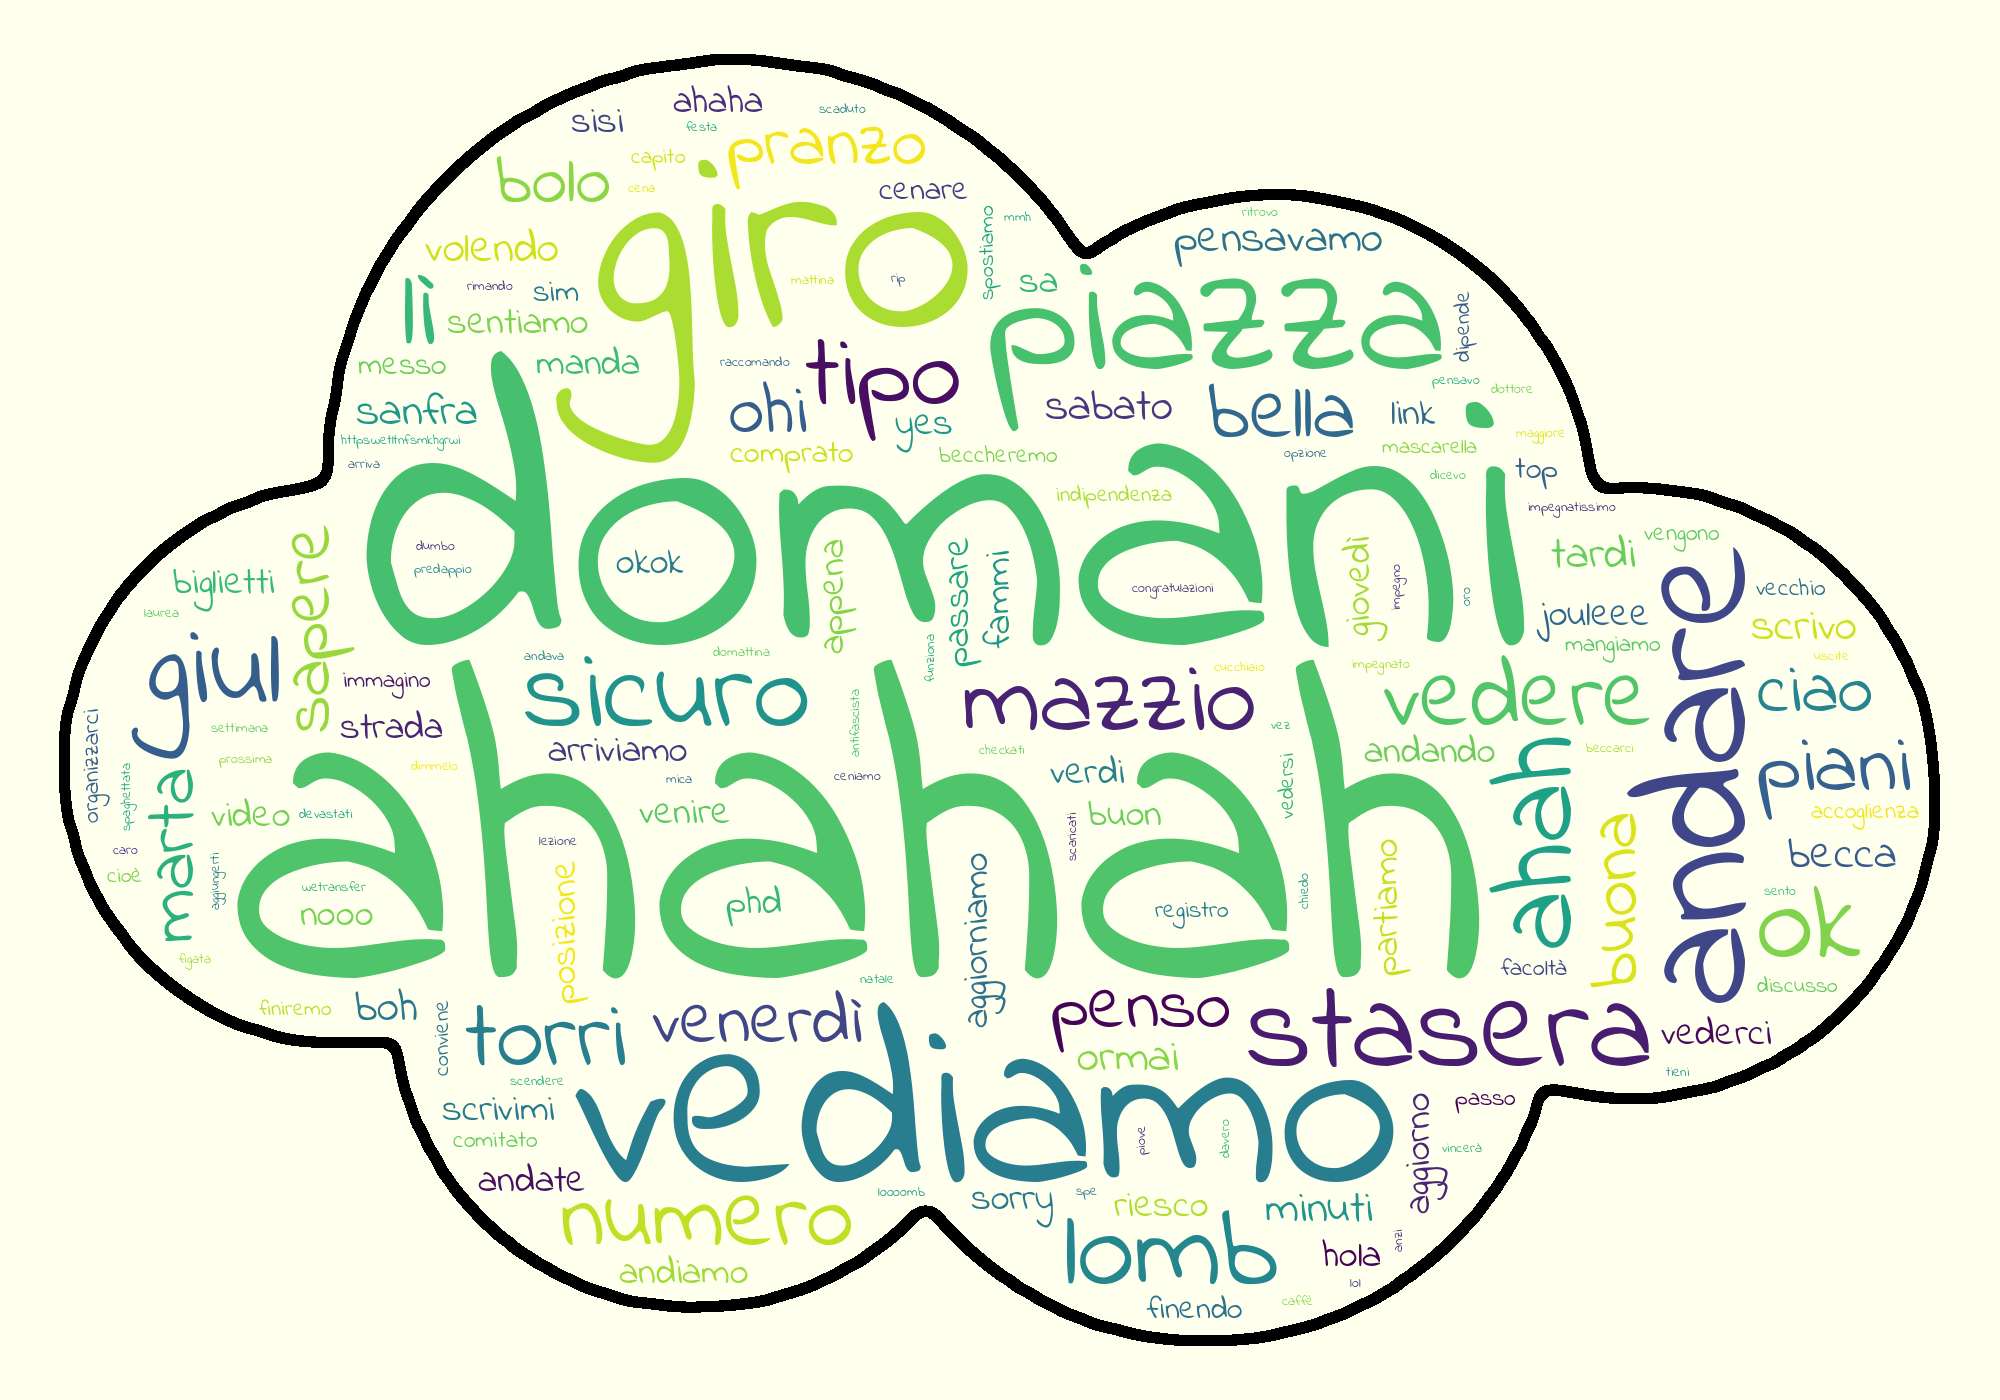 ahaha
scaduto
sisi
festa
pranzo
capito
bolo
cena
cenare
giro
spostiamo
mmh
ritrovo
volendo
pensavamo
lì
rimando
sim
mattina
rip
sa
piazza
sentiamo
dipende
messo
manda
raccomando
tipo
pensavo
dottore
sanfra
ohi
yes
sabato
bella
link
httpswetltnfsmkhgrwi
maggiore
arriva
comprato
beccheremo
mascarella
opzione
top
dicevo
domani
indipendenza
impegnatissimo
dumbo
okok
predappio
appena
passare
fammi
congratulazioni
giovedì
impegno
oro
tardi
vengono
biglietti
sapere
vecchio
laurea
jouleee
scrivo
giul
andava
domattina
funziona
mangiamo
uscite
immagino
sicuro
mazzio
cucchiaio
impegnato
vedere
andare
ciao
organizzarci
settimana
strada
antifascista
vez
prossima
arriviamo
checkati
andando
beccarci
spaghettata
marta
dimmelo
mica
ceniamo
verdi
vedersi
piani
ahahah
ahah
video
devastati
venire
buon
accoglienza
caro
lezione
scaricati
buona
becca
cioè
aggiungerti
wetransfer
posizione
aggiorniamo
chiedo
partiamo
sento
nooo
phd
registro
ok
figata
natale
facoltà
discusso
finiremo
boh
conviene
torri
venerdì
penso
stasera
vederci
ormai
scendere
tieni
vediamo
scrivimi
aggiorno
passo
comitato
piove
davero
vincerà
andate
loooomb
sorry
spe
riesco
minuti
numero
lomb
hola
anzi
andiamo
lol
finendo
caffè